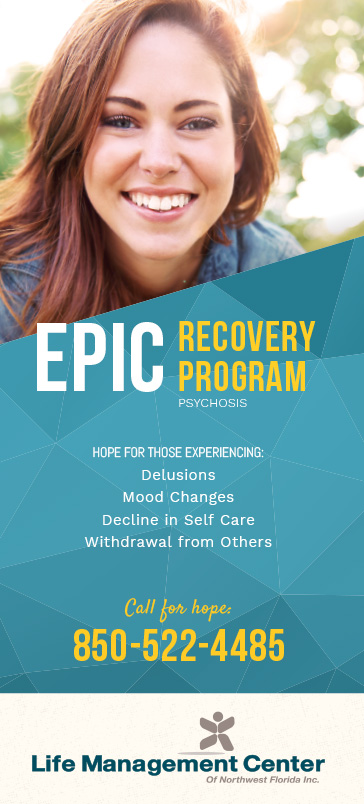 EPIC RECOVERY
PROGRAM
PSYCHOSIS
HOPE FOR THOSE EXPERIENCING:
Delusions
Mood Changes
Decline in Self Care
Withdrawal from Others
Call for hope:
850-522-4485
Life Management Center
Of Northwest Florida Inc.